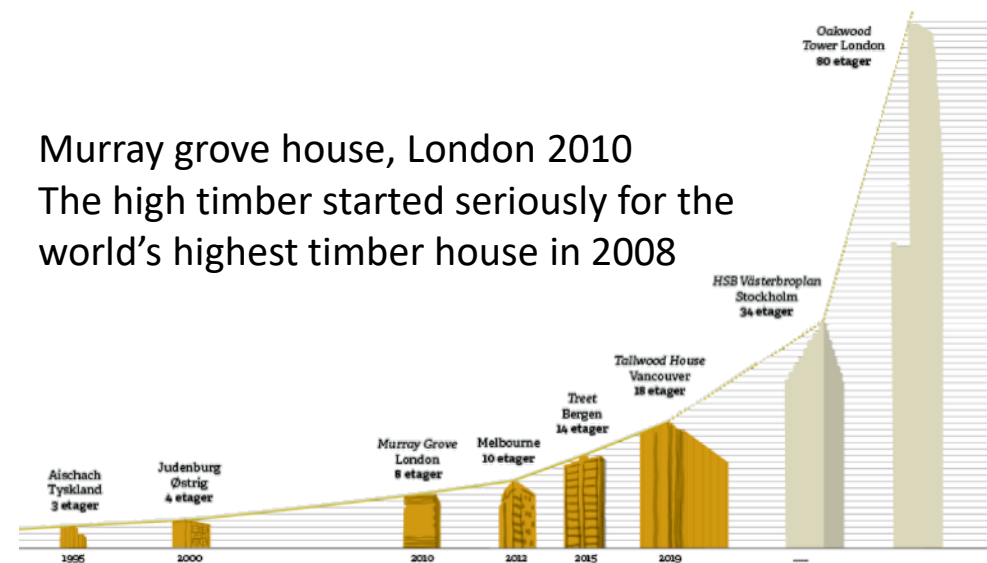 Oakwood
Tower London
80 etager
Murray grove house, London 2010
The high timber started seriously for the
world's highest timber house in 2008
HSB Västerbroplan
Stockholm
34 etager
Tallwood House
Vancouver
18 etager
Treet
Bergen
14 etager
Murray Grove
London
8 etager
Melbourne
10 etager
Aischach
Tyskland
3 etager
Judenburg
Østrig
4 etager
1995
2000
2010
2012
2015
2019